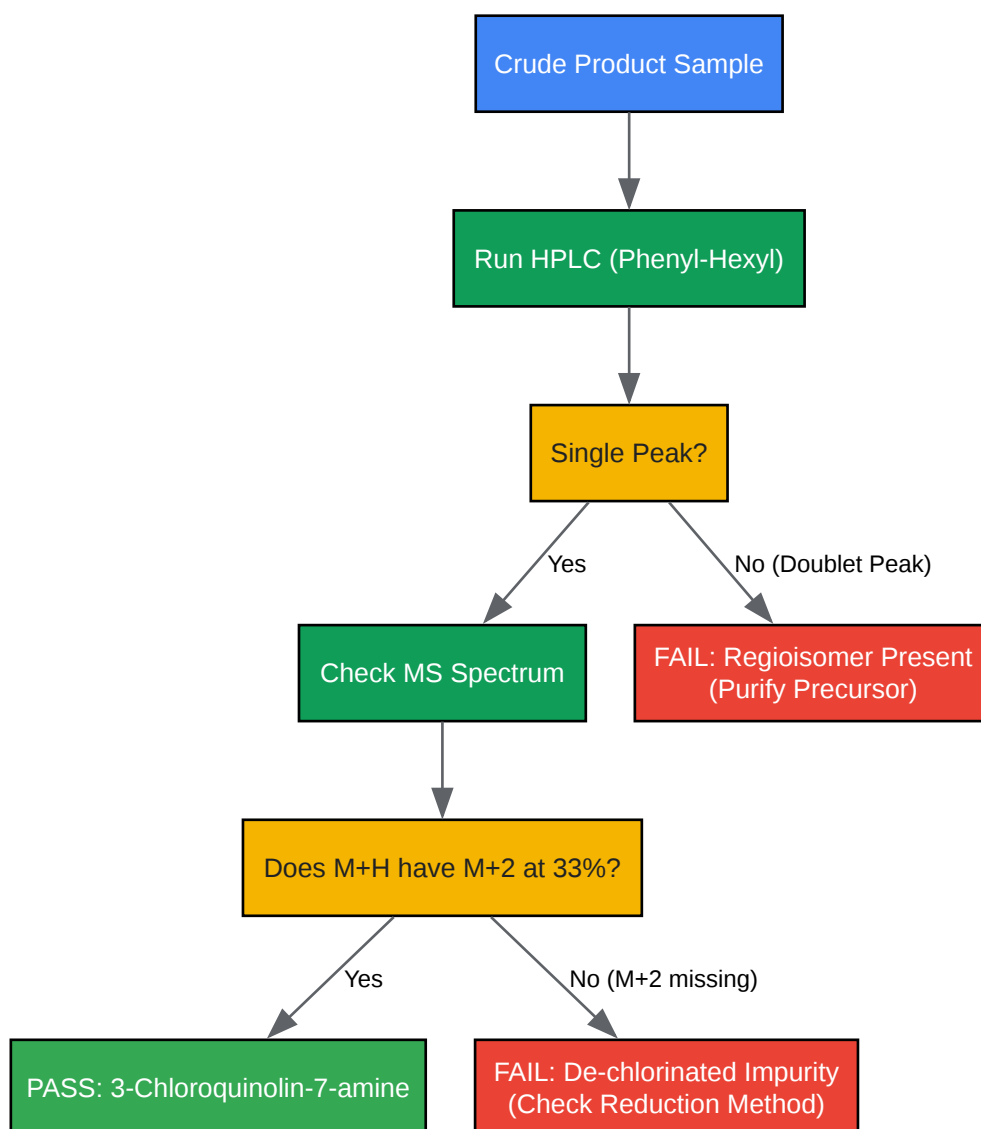 Crude Product Sample
Run HPLC (Phenyl-Hexyl)
Single Peak?
Yes
No (Doublet Peak)
Check MS Spectrum
FAIL: Regioisomer Present
(Purify Precursor)
Does M+H have M+2 at 33%?
Yes
No (M+2 missing)
PASS: 3-Chloroquinolin-7-amine
FAIL: De-chlorinated Impurity
(Check Reduction Method)